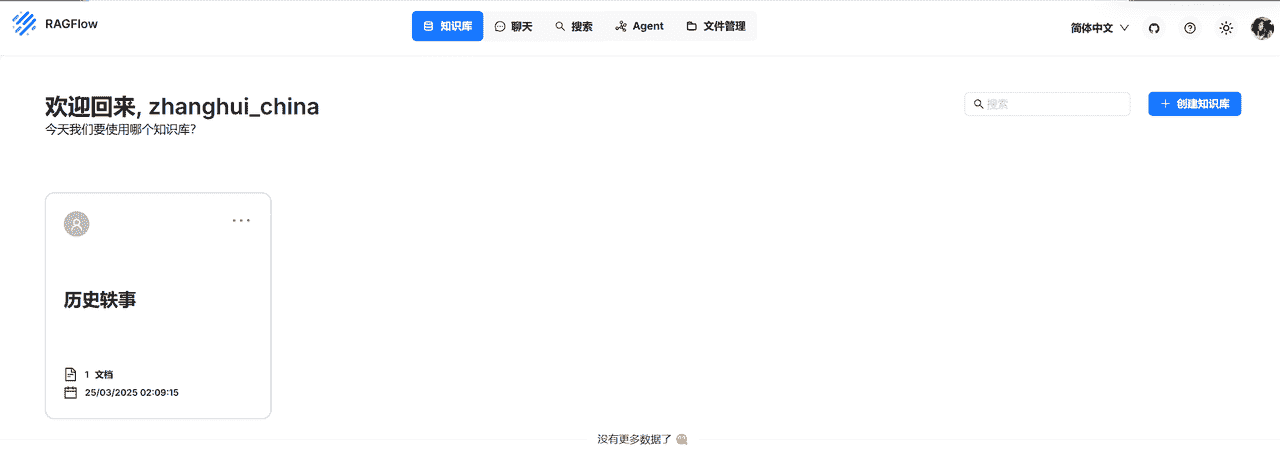 RAGFlow 知识库 聊天 搜索 Agent 文件管理 简体中文
欢迎回来, zhanghui_china
搜索 创建知识库
今天我们要使用哪个知识库?
历史轶事
1 文档
25/03/2025 02:09:15
没有更多数据了